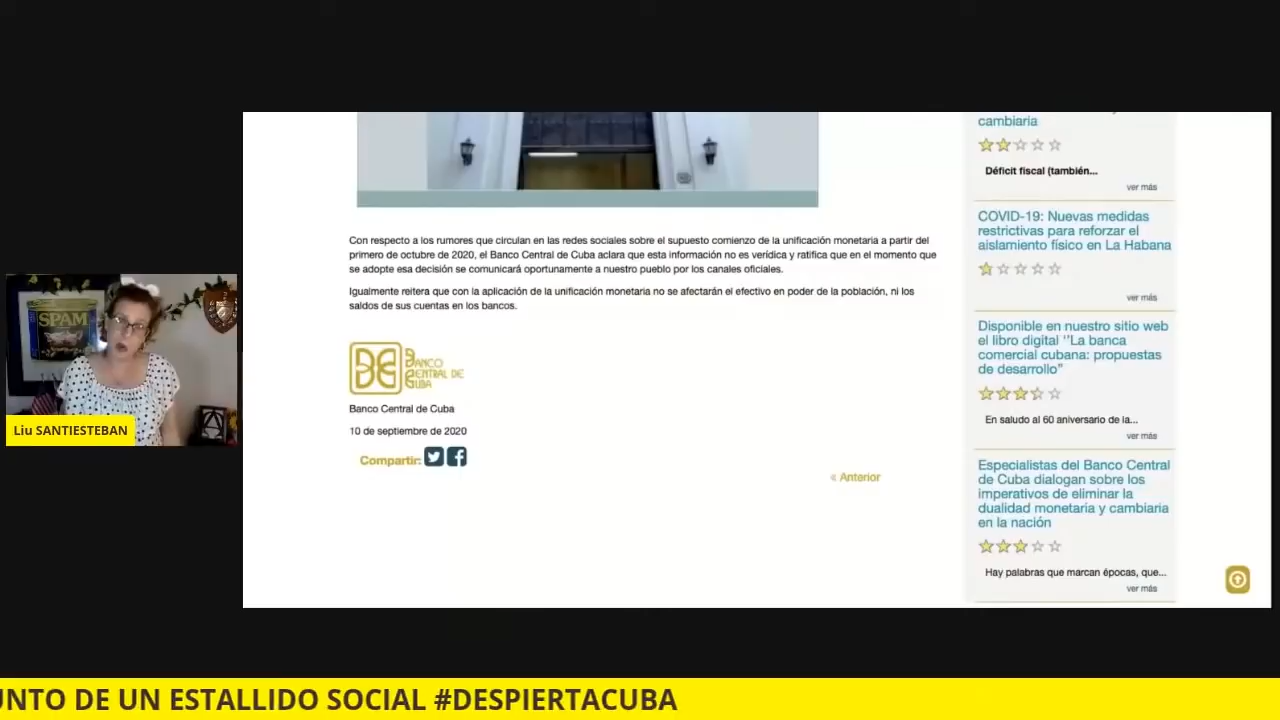 SPAM
Liu SANTIESTEBAN
Con respecto a los rumores que circulan en las redes sociales sobre el supuesto comienzo de la unificación monetaria a partir del
primero de octubre de 2020, el Banco Central de Cuba aclara que esta información no es verídica y ratifica que en el momento que
se adopte esa decisión se comunicará oportunamente a nuestro pueblo por los canales oficiales.
Igualmente reitera que con la aplicación de la unificación monetaria no se afectarán el efectivo en poder de la población, ni los
saldos de sus cuentas en los bancos.
BANCO
CENTRAL DE
CUBA
Banco Central de Cuba
10 de septiembre de 2020
Compartir:
« Anterior
cambiaria
Déficit fiscal (también...
ver más
COVID-19: Nuevas medidas
restrictivas para reforzar el
aislamiento físico en La Habana
ver más
Disponible en nuestro sitio web
el libro digital ‘’La banca
comercial cubana: propuestas
de desarrollo”
En saludo al 60 aniversario de la...
ver más
Especialistas del Banco Central
de Cuba dialogan sobre los
imperativos de eliminar la
dualidad monetaria y cambiaria
en la nación
Hay palabras que marcan épocas, que...
ver más
UNTO DE UN ESTALLIDO SOCIAL #DESPIERTACUBA